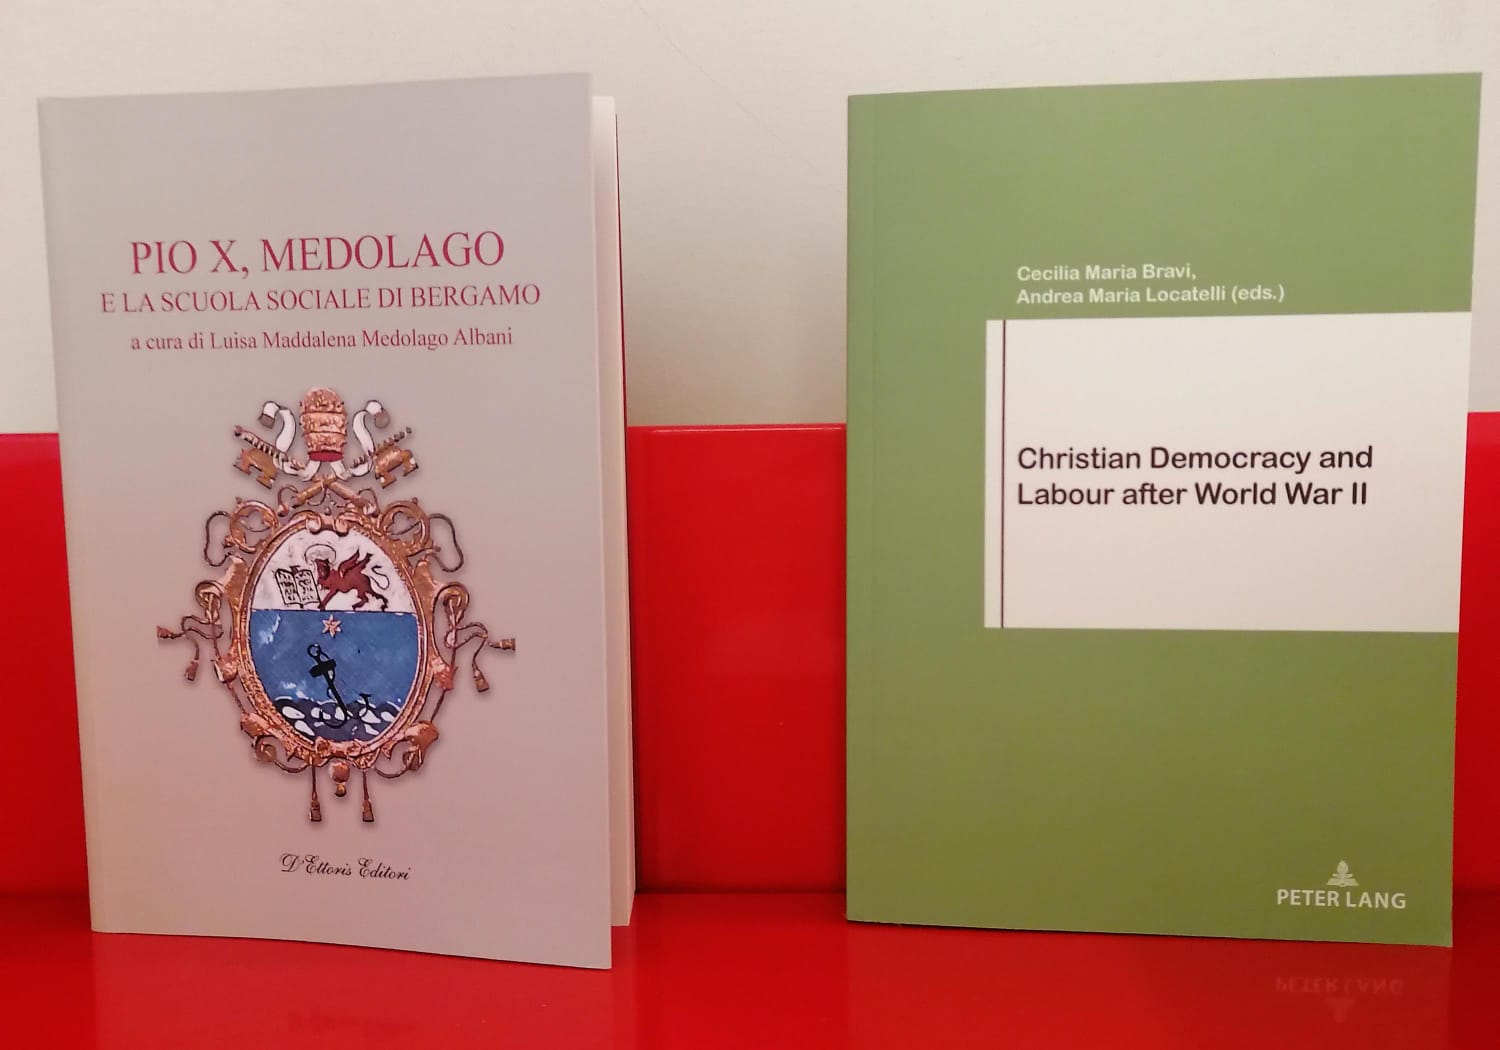 PIO X, MEDOLAGO
E LA SCUOLA SOCIALE DI BERGAMO
a cura di Luisa Maddalena Medolago Albani
D'Ettoris Editori
Cecilia Maria Bravi,
Andrea Maria Locatelli (eds.)
Christian Democracy and
Labour after World War II
PETER LANG